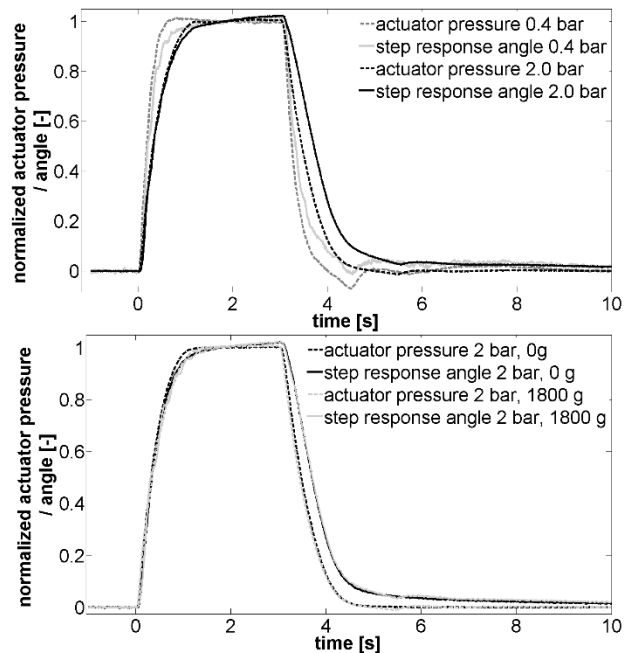 normalized actuator pressure
/ angle [-]
1
0.8
0.6
0.4
0.2
0
actuator pressure 0.4 bar
step response angle 0.4 bar
actuator pressure 2.0 bar
step response angle 2.0 bar
0 2 4 6 8 10
time [s]
normalized actuator pressure
/ angle [-]
1
0.8
0.6
0.4
0.2
0
actuator pressure 2 bar, 0g
step response angle 2 bar, 0 g
actuator pressure 2 bar, 1800 g
step response angle 2 bar, 1800 g
0 2 4 6 8 10
time [s]